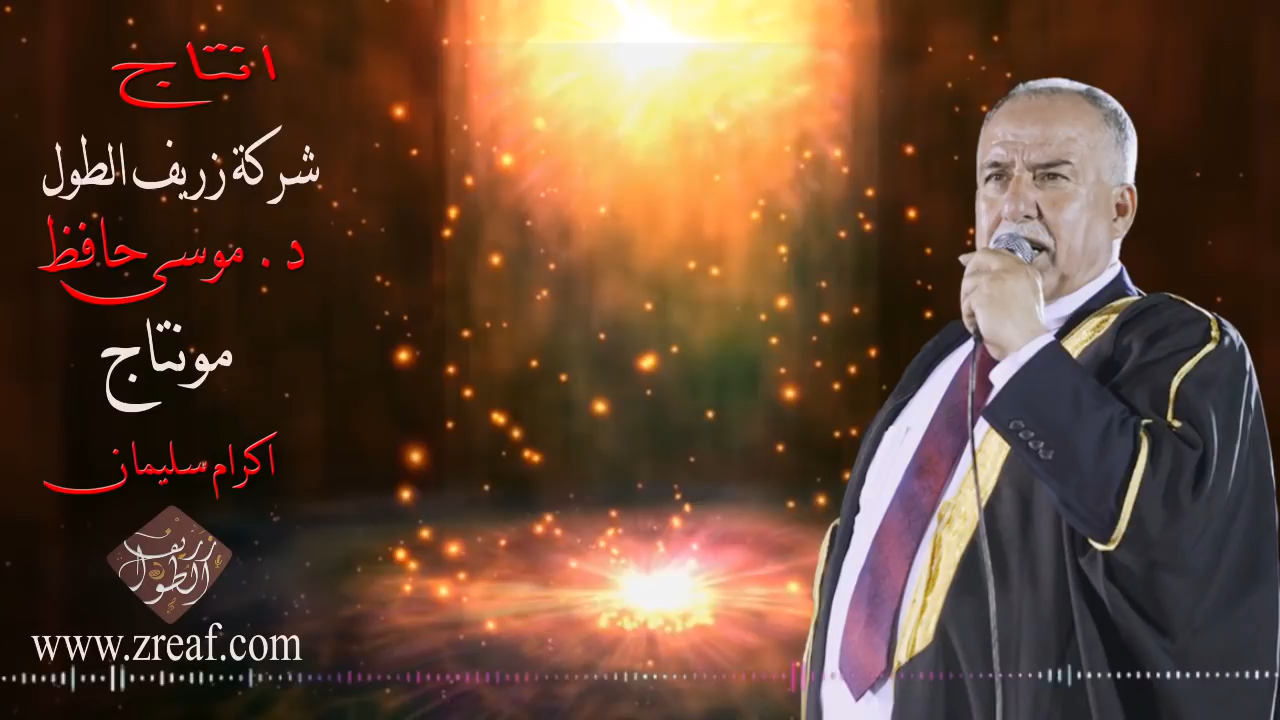 انتاج
شركة زريف الطول
د . موسى حافظ
مونتاج
اكرام سليمان
زريف
الطول
www.zreaf.com